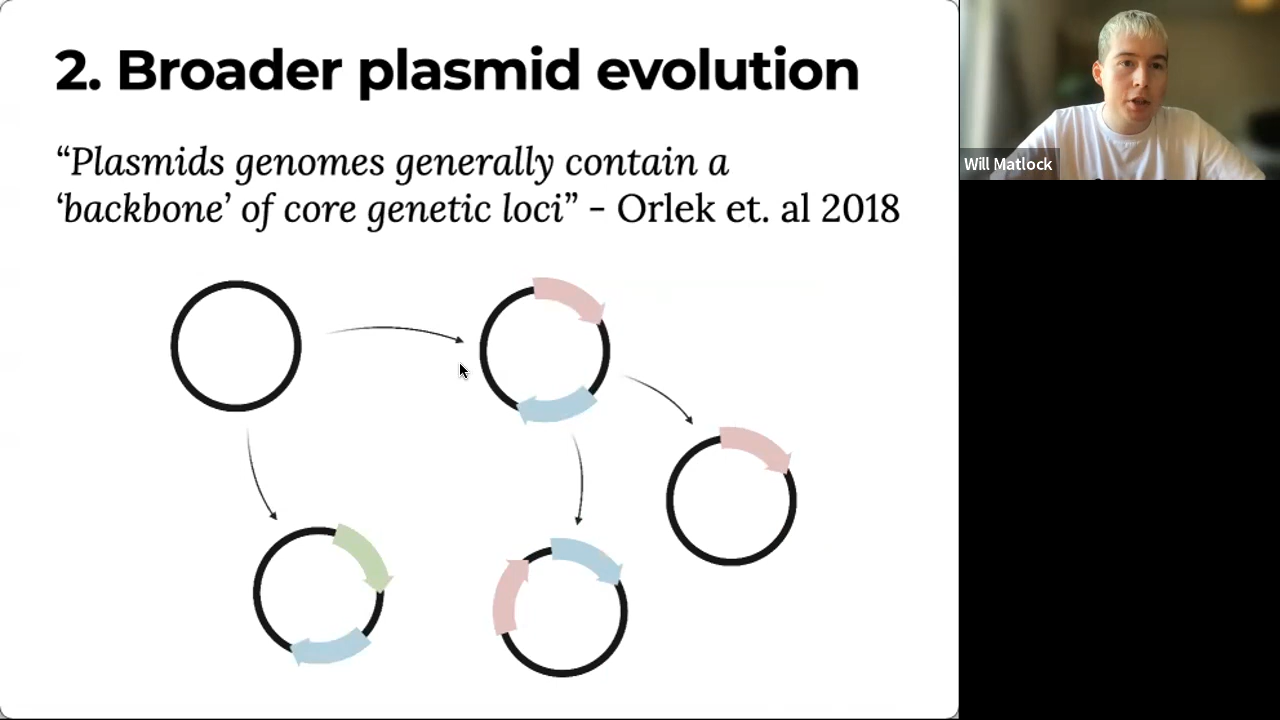 2. Broader plasmid evolution
“Plasmids genomes generally contain a
‘backbone’ of core genetic loci” - Orlek et. al 2018
Will Matlock